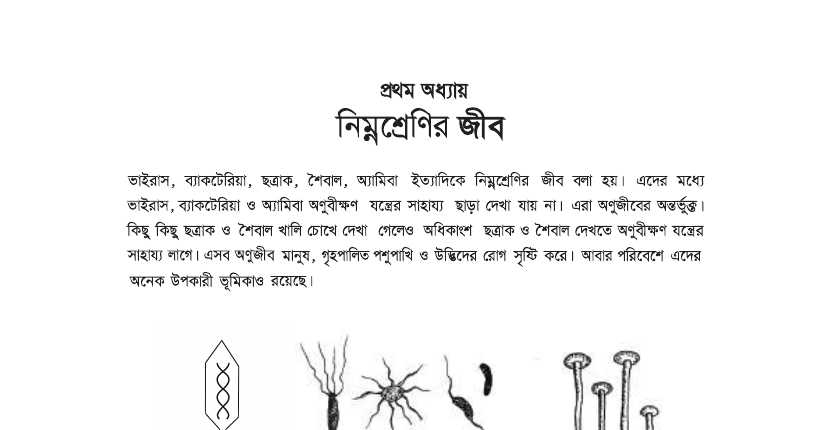 প্রথম অধ্যায়
নিম্নশ্রেণির জীব
ভাইরাস, ব্যাকটেরিয়া, ছত্রাক, শৈবাল, অ্যামিবা ইত্যাদিকে নিম্নশ্রেণির জীব বলা হয়। এদের মধ্যে
ভাইরাস, ব্যাকটেরিয়া ও অ্যামিবা অণুবীক্ষণ যন্ত্রের সাহায্য ছাড়া দেখা যায় না। এরা অণুজীবের অন্তর্ভুক্ত।
কিছু কিছু ছত্রাক ও শৈবাল খালি চোখে দেখা গেলেও অধিকাংশ ছত্রাক ও শৈবাল দেখতে অণুবীক্ষণ যন্ত্রের
সাহায্য লাগে। এসব অণুজীব মানুষ, গৃহপালিত পশুপাখি ও উদ্ভিদের রোগ সৃষ্টি করে। আবার পরিবেশে এদের
অনেক উপকারী ভূমিকাও রয়েছে।